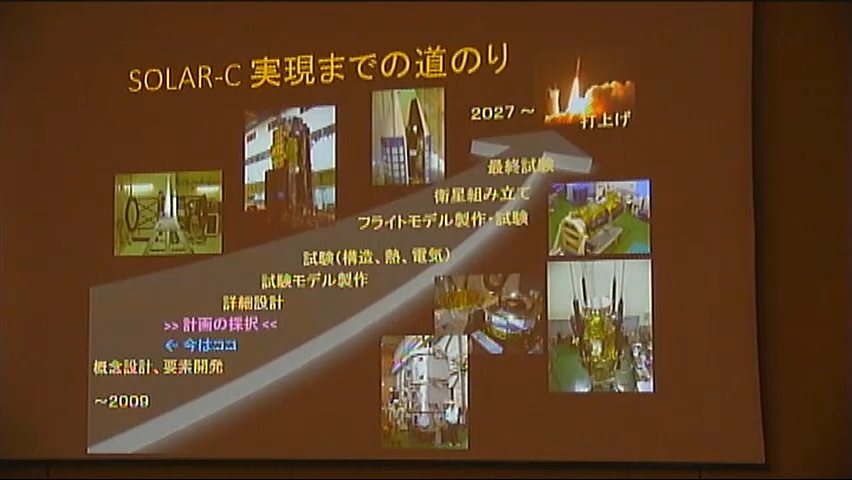 SOLAR-C 実現までの道のり
2027～
打上げ
最終試験
衛星組み立て
フライトモデル製作・試験
試験(構造、熱、電気)
試験モデル製作
詳細設計
>> 計画の採択 <<
← 今はココ
概念設計、要素開発
～2009